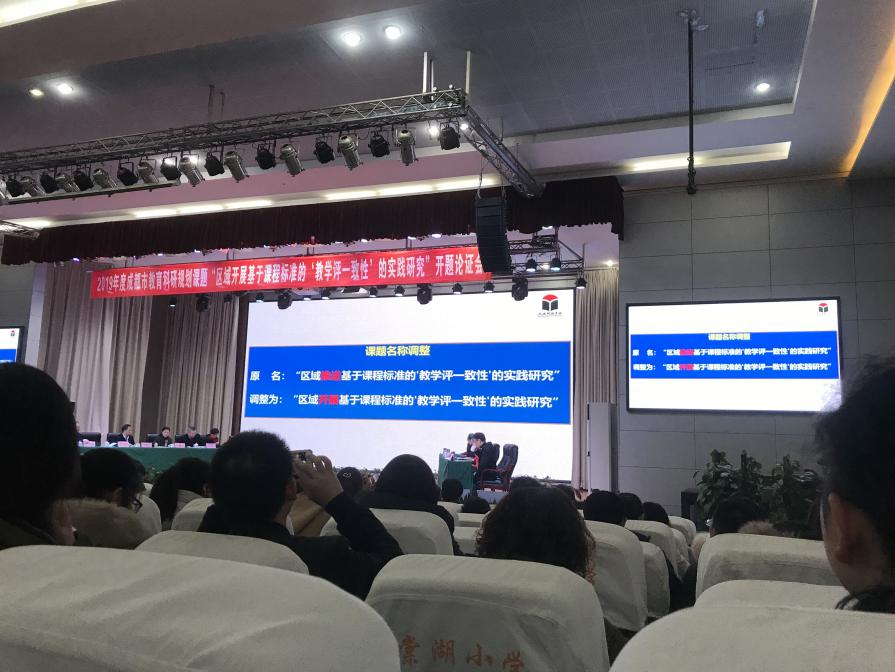 2019年度成都市教育科研规划课题“区域开展基于课程标准的‘教学评一致性’的实践研究”开题论证会
课题名称调整
原 名：“区域推进基于课程标准的'教学评一致性'的实践研究”
调整为：“区域开展基于课程标准的'教学评一致性'的实践研究”
课题名称调整
原 名：“区域推进基于课程标准的'教学评一致性'的实践研究”
调整为：“区域开展基于课程标准的'教学评一致性'的实践研究”
棠湖小学